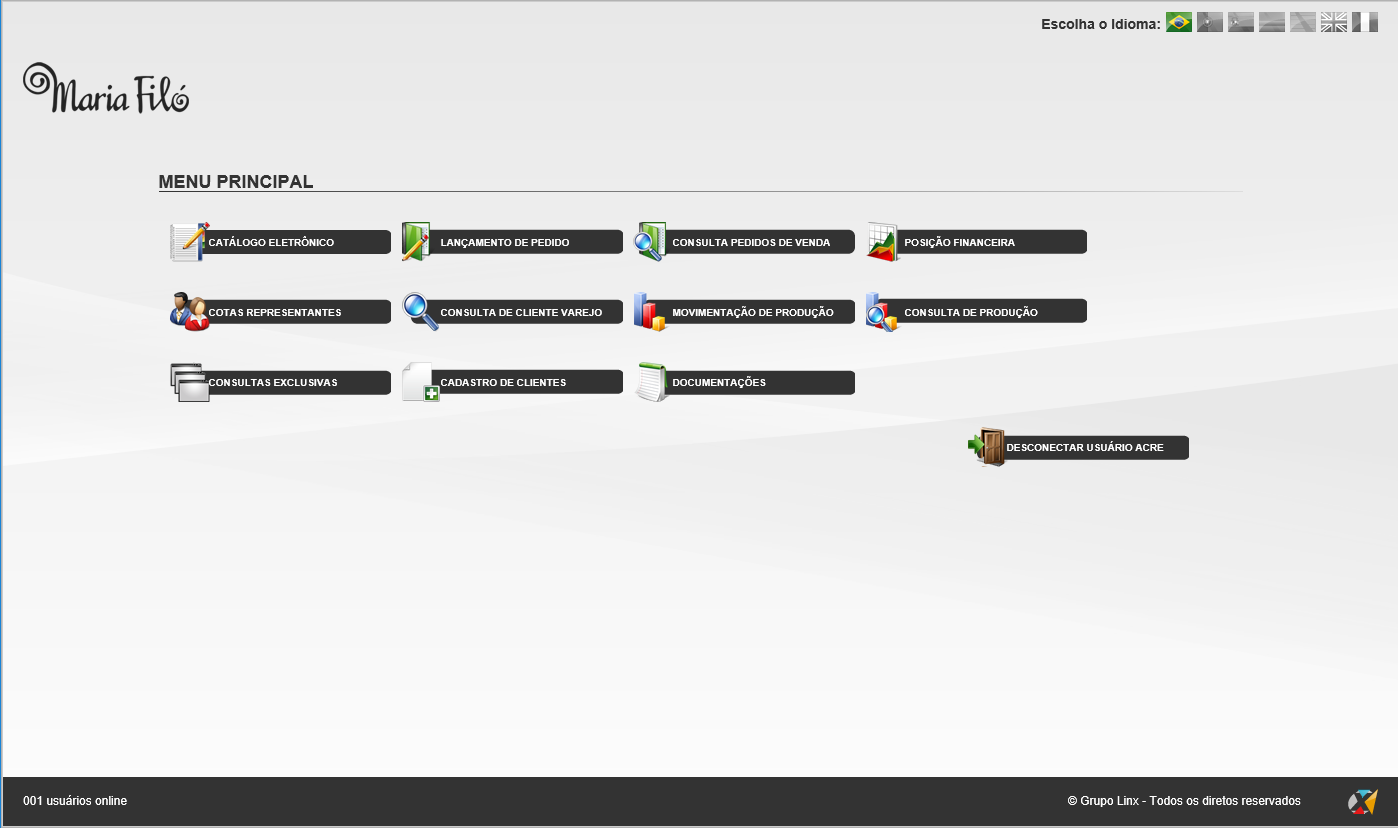 Escolha o Idioma:
Maria Filó
MENU PRINCIPAL
CATÁLOGO ELETRÔNICO
LANÇAMENTO DE PEDIDO
CONSULTA PEDIDOS DE VENDA
POSIÇÃO FINANCEIRA
COTAS REPRESENTANTES
CONSULTA DE CLIENTE VAREJO
MOVIMENTAÇÃO DE PRODUÇÃO
CONSULTA DE PRODUÇÃO
CONSULTAS EXCLUSIVAS
CADASTRO DE CLIENTES
DOCUMENTAÇÕES
DESCONECTAR USUÁRIO ACRE
001 usuários online
© Grupo Linx - Todos os diretos reservados